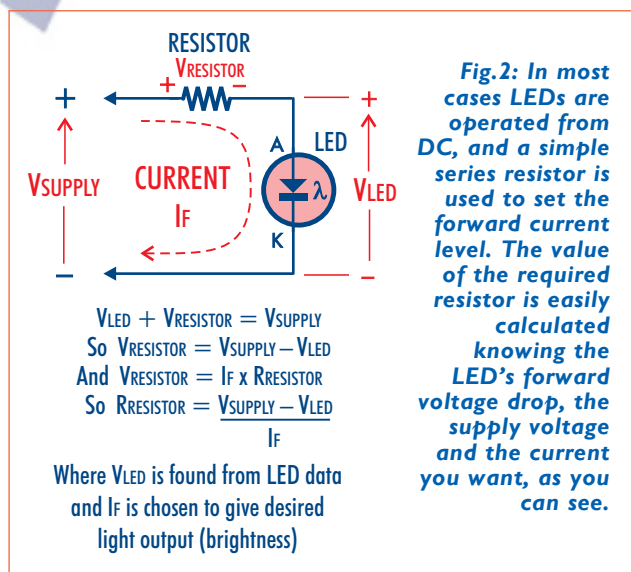 RESISTOR
VRESISTOR
+ −
+
+
A
LED
VSUPPLY
CURRENT
IF
λ
VLED
K
−
−
VLED + VRESISTOR = VSUPPLY
So VRESISTOR = VSUPPLY – VLED
And VRESISTOR = IF x RRESISTOR
So RRESISTOR = VSUPPLY – VLED
IF
Where VLED is found from LED data
and IF is chosen to give desired
light output (brightness)
Fig.2: In most
cases LEDs are
operated from
DC, and a simple
series resistor is
used to set the
forward current
level. The value
of the required
resistor is easily
calculated
knowing the
LED's forward
voltage drop, the
supply voltage
and the current
you want, as you
can see.